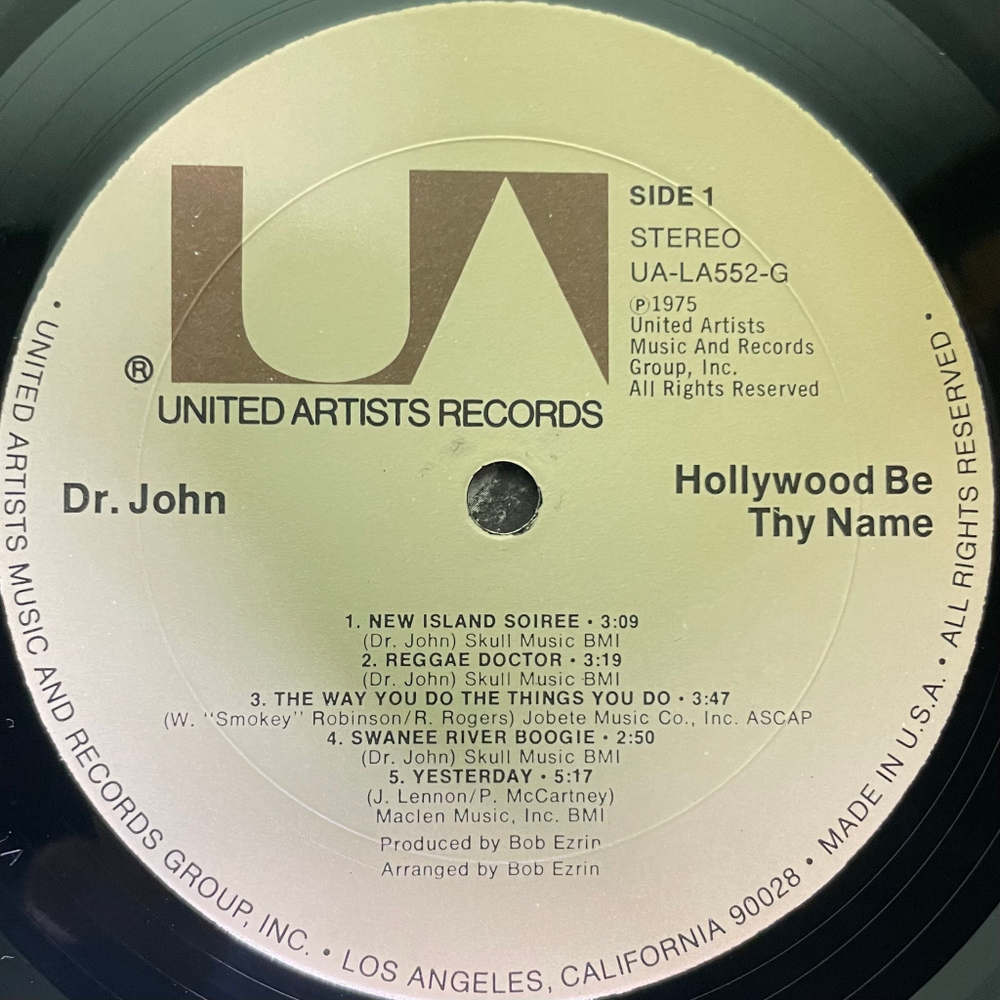 UA
SIDE 1
STEREO
UA-LA552-G
℗1975
United Artists
Music And Records
Group, Inc.
All Rights Reserved
®
UNITED ARTISTS RECORDS
Dr. John
Hollywood Be
Thy Name
1. NEW ISLAND SOIREE • 3:09
(Dr. John) Skull Music BMI
2. REGGAE DOCTOR • 3:19
(Dr. John) Skull Music BMI
3. THE WAY YOU DO THE THINGS YOU DO • 3:47
(W. "Smokey" Robinson/R. Rogers) Jobete Music Co., Inc. ASCAP
4. SWANEE RIVER BOOGIE • 2:50
(Dr. John) Skull Music BMI
5. YESTERDAY • 5:17
(J. Lennon/P. McCartney)
Maclen Music, Inc. BMI
Produced by Bob Ezrin
Arranged by Bob Ezrin
• UNITED ARTISTS MUSIC AND RECORDS GROUP, INC. • LOS ANGELES, CALIFORNIA 90028 • MADE IN U.S.A. • ALL RIGHTS RESERVED •